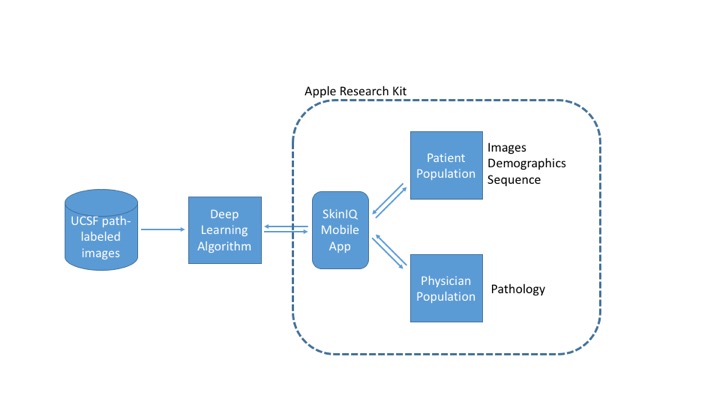 Apple Research Kit
UCSF path-
labeled
images
Deep
Learning
Algorithm
SkinIQ
Mobile
App
Patient
Population
Images
Demographics
Sequence
Physician
Population
Pathology